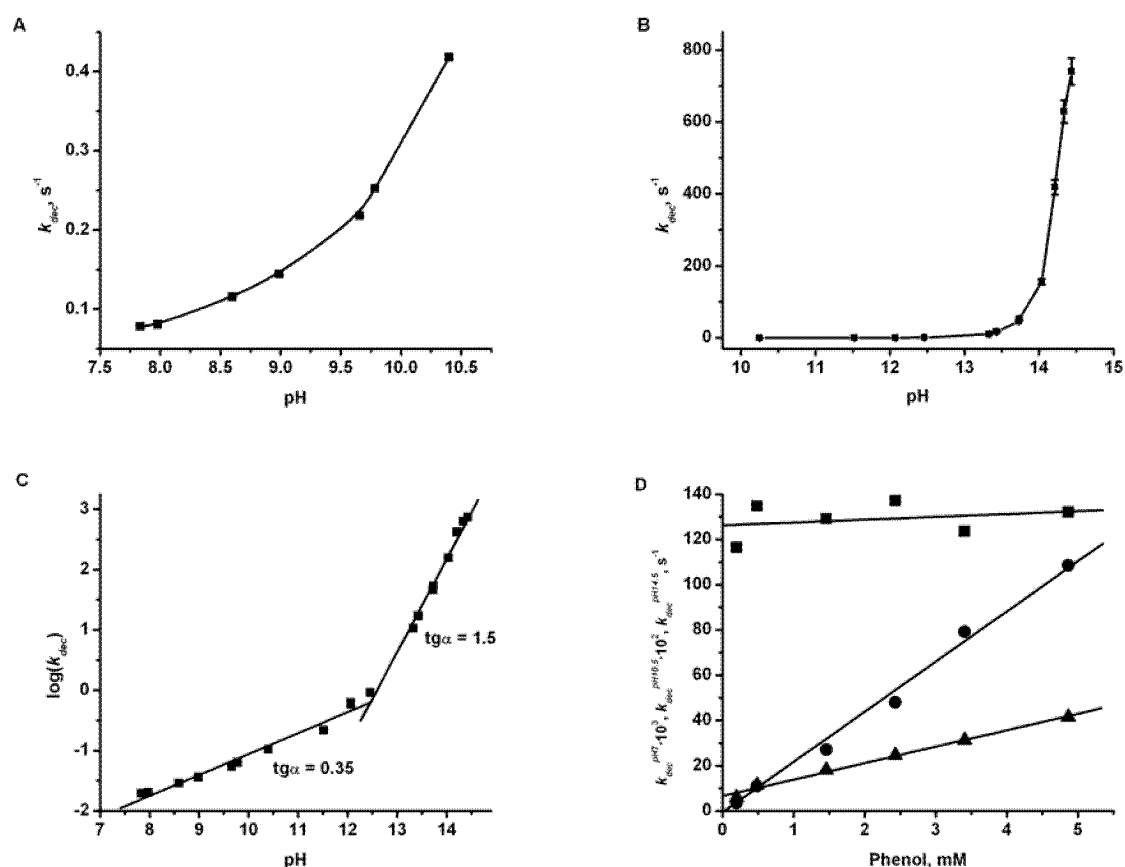 A
0.4
0.3
0.2
0.1
k_dec, s⁻¹
7.5 8.0 8.5 9.0 9.5 10.0 10.5
pH
B
800
600
400
200
0
k_dec, s⁻¹
10 11 12 13 14 15
pH
C
3
2
1
0
-1
-2
log(k_dec)
tgα = 1.5
tgα = 0.35
7 8 9 10 11 12 13 14
pH
D
140
120
100
80
60
40
20
0
k_dec^pH7·10³, k_dec^pH10.5·10², k_dec^pH14.5, s⁻¹
0 1 2 3 4 5
Phenol, mM